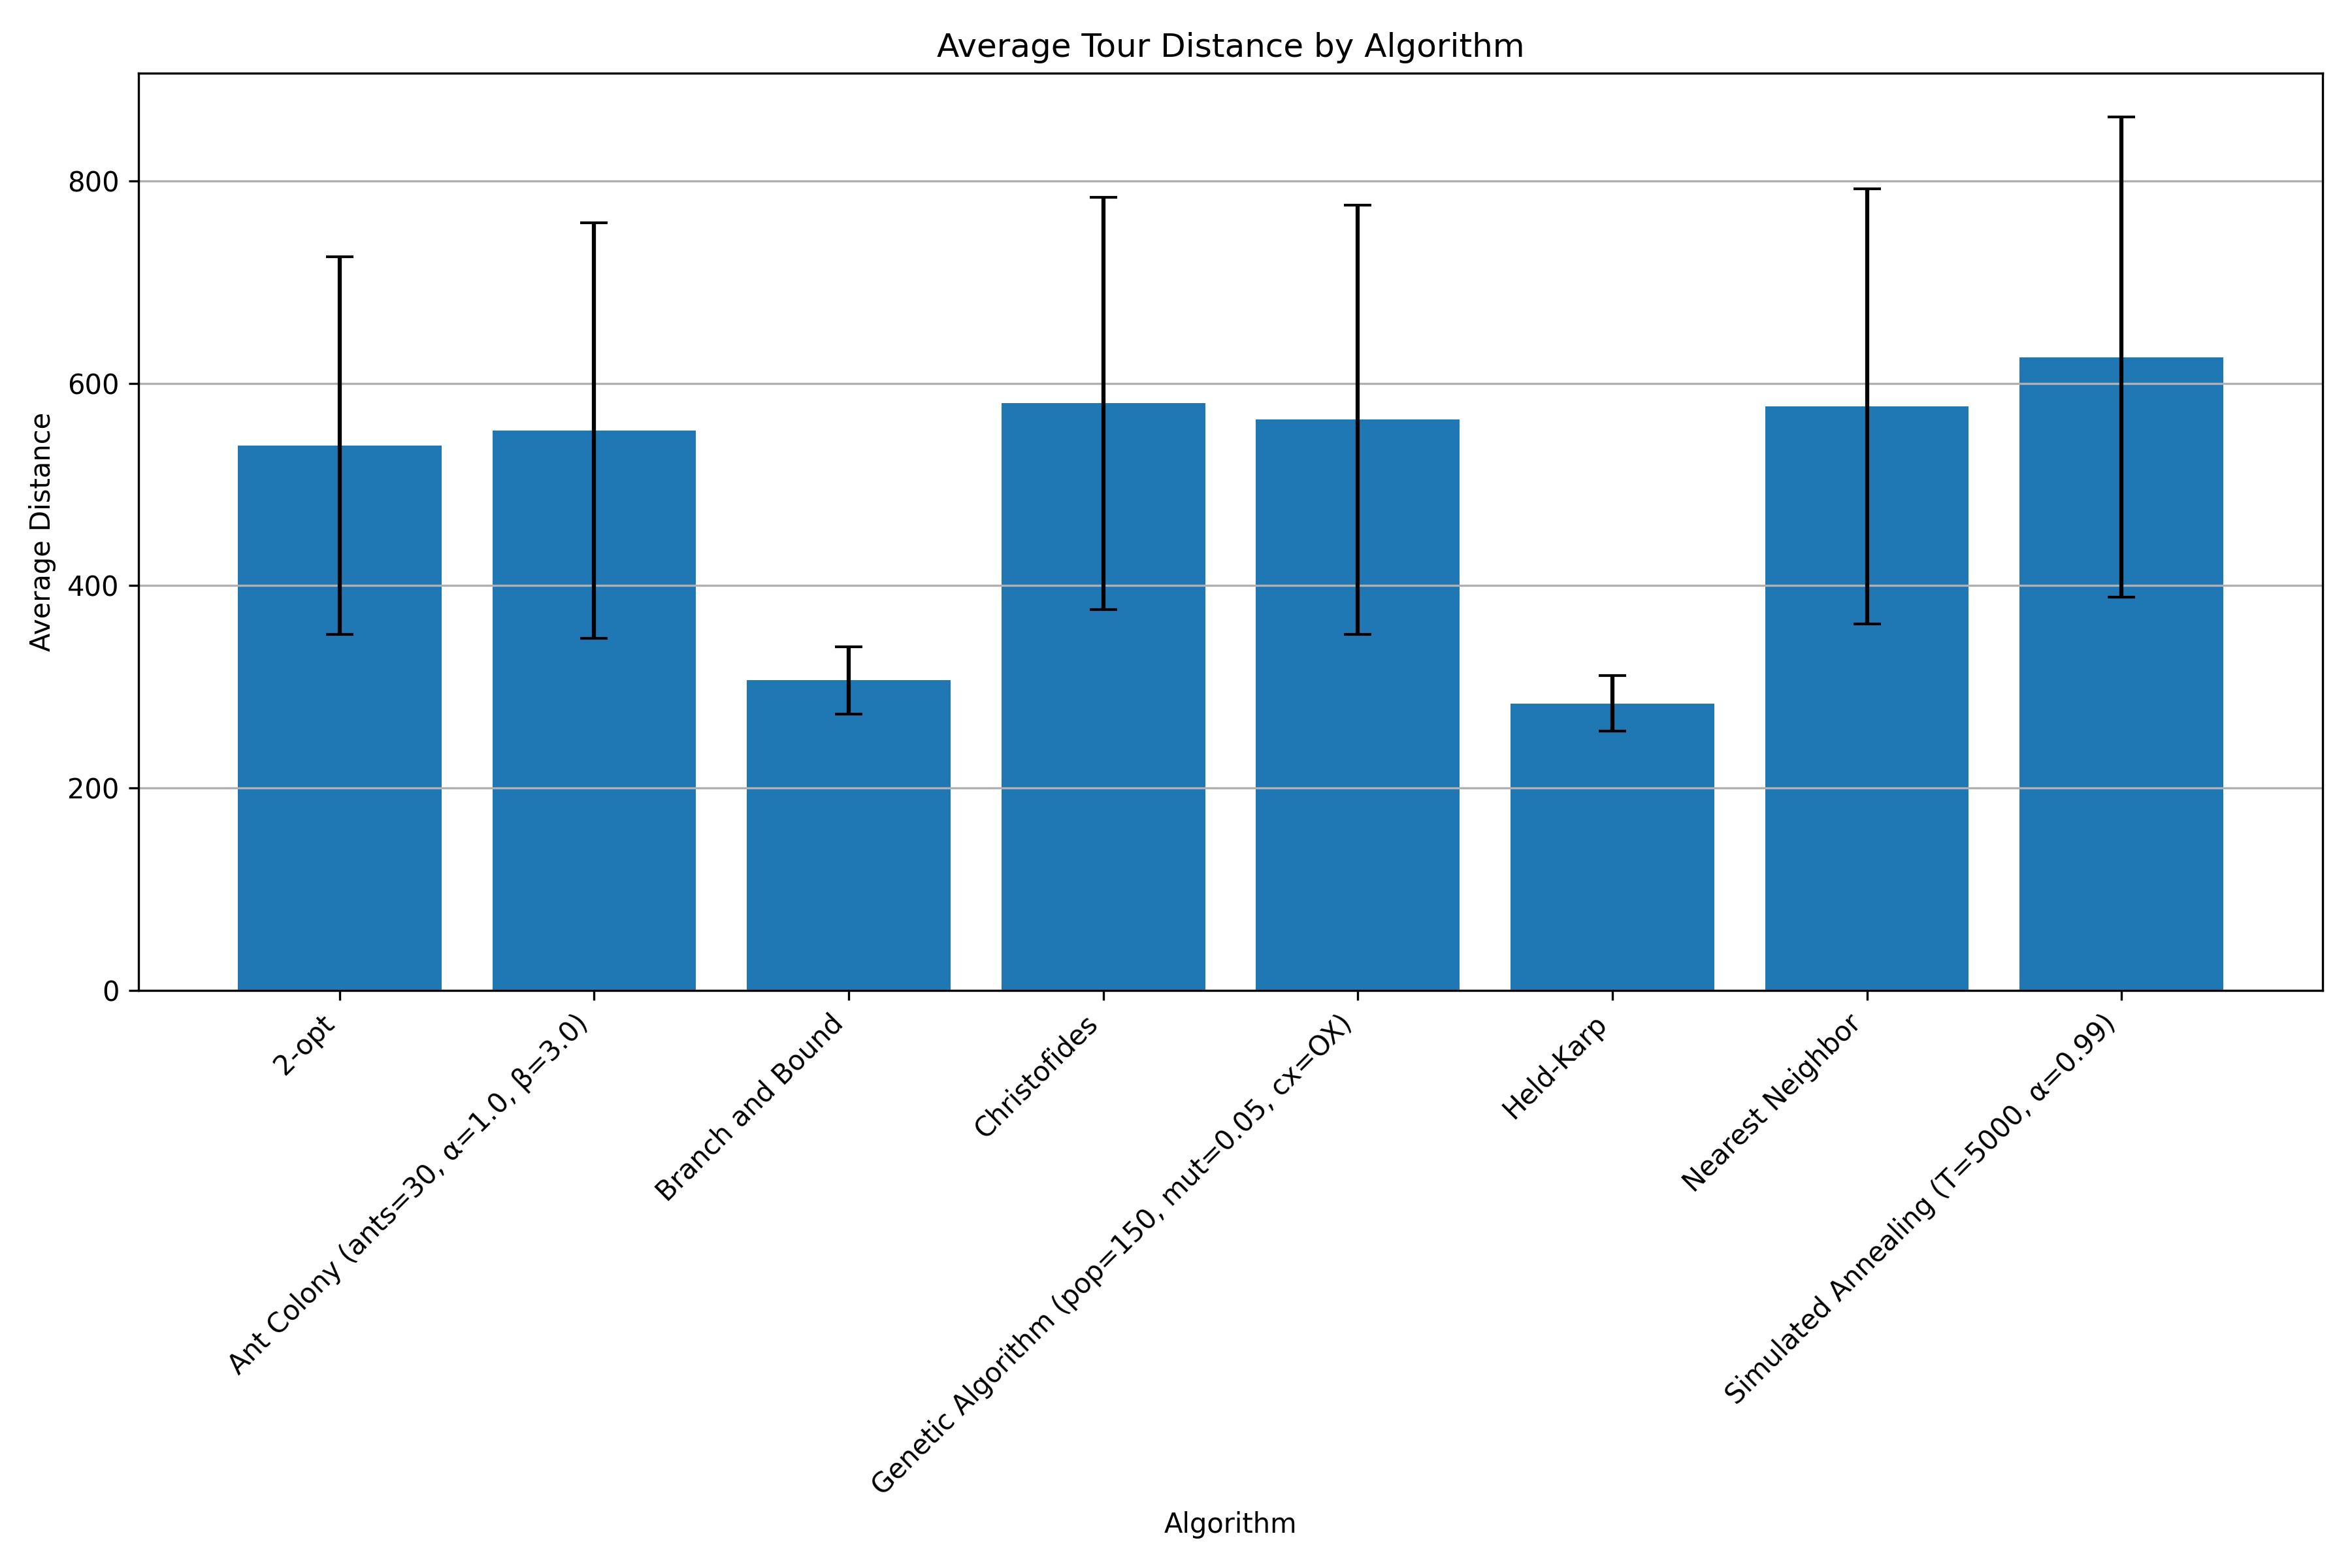 Average Tour Distance by Algorithm
Average Distance
800
600
400
200
0
2-opt
Ant Colony (ants=30, α=1.0, β=3.0)
Branch and Bound
Christofides
Genetic Algorithm (pop=150, mut=0.05, cx=OX)
Held-Karp
Nearest Neighbor
Simulated Annealing (T=5000, α=0.99)
Algorithm